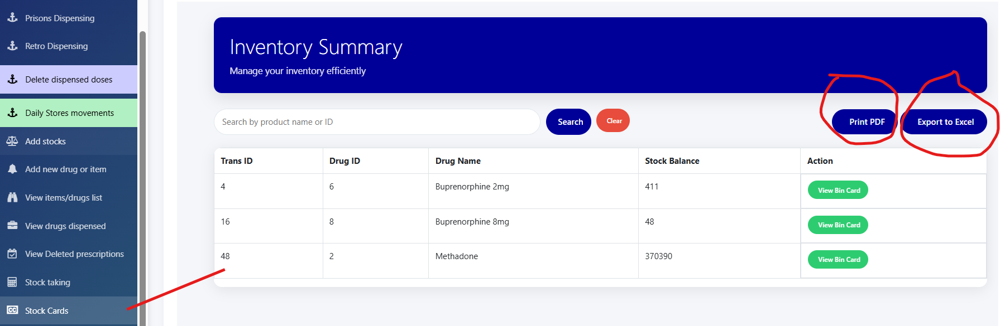 Prisons Dispensing
Retro Dispensing
Delete dispensed doses
Daily Stores movements
Add stocks
Add new drug or item
View items/drugs list
View drugs dispensed
View Deleted prescriptions
Stock taking
CC Stock Cards
Inventory Summary
Manage your inventory efficiently
Search by product name or ID Search Clear Print PDF Export to Excel
Trans ID Drug ID Drug Name Stock Balance Action
4 6 Buprenorphine 2mg 411 View Bin Card
16 8 Buprenorphine 8mg 48 View Bin Card
48 2 Methadone 370390 View Bin Card